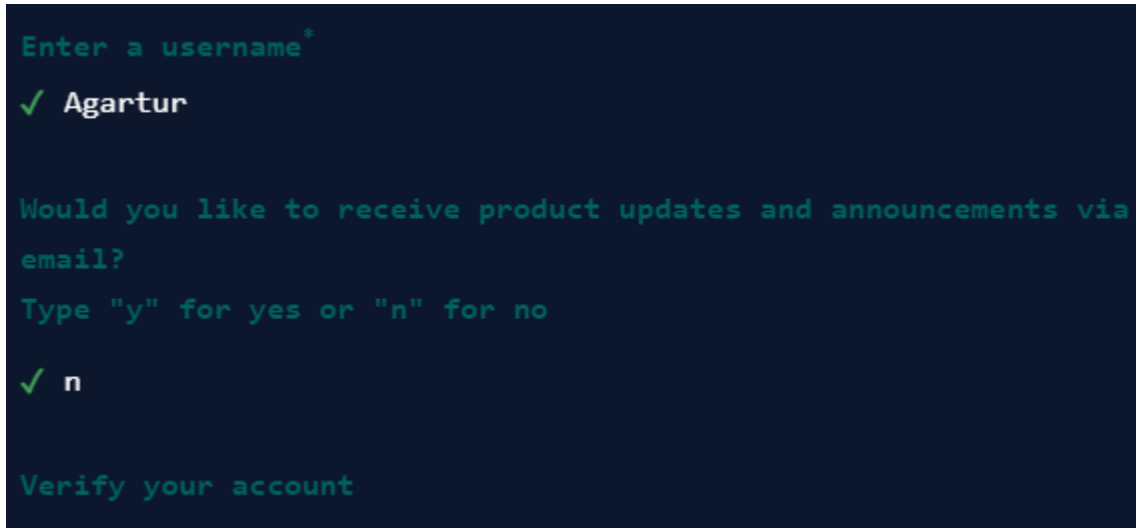 Enter a username*
✓ Agartur
Would you like to receive product updates and announcements via
email?
Type "y" for yes or "n" for no
✓ n
Verify your account